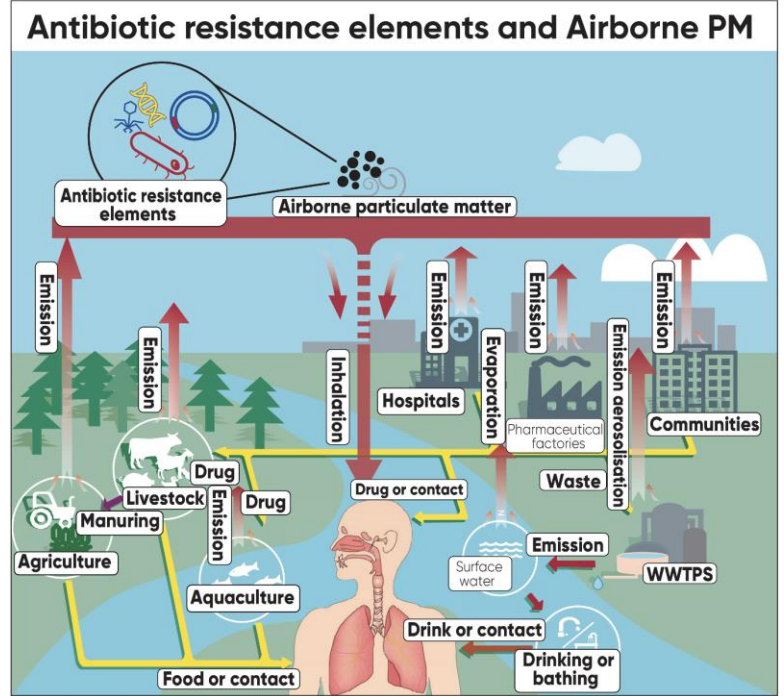 Antibiotic resistance elements and Airborne PM
Antibiotic resistance
elements
Airborne particulate matter
Emission
Emission
Inhalation
Emission
Evaporation
Emission
Emission aerosolisation
Emission
Hospitals
Pharmaceutical
factories
Communities
Drug
Livestock
Drug
Manuring
Emission
Agriculture
Aquaculture
Drug or contact
Waste
Surface
water
Emission
WWTPS
Drink or contact
Drinking or
bathing
Food or contact